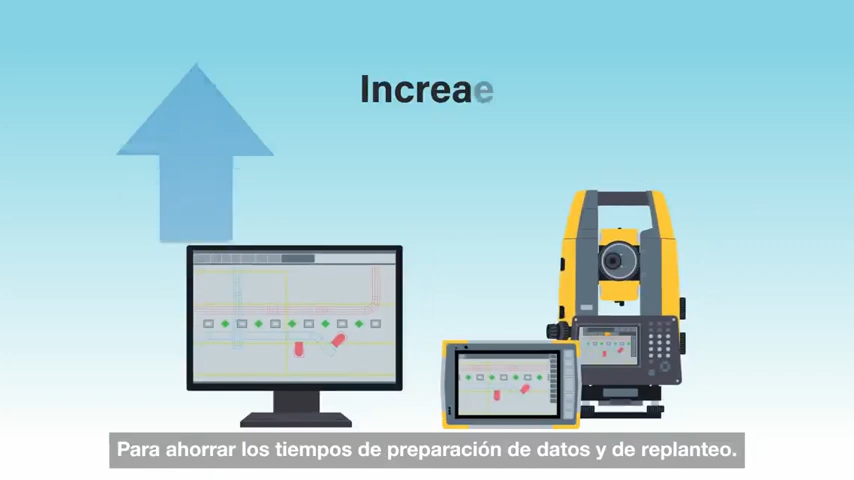 Increae
Para ahorrar los tiempos de preparación de datos y de replanteo.